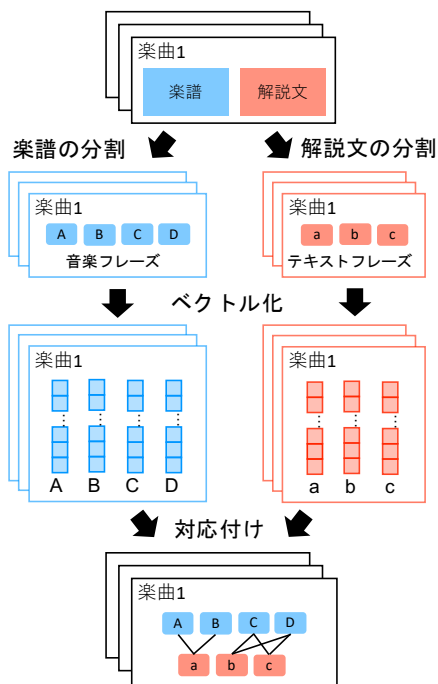 楽曲1
楽譜 解説文
楽譜の分割 解説文の分割
楽曲1 楽曲1
A B C D a b c
音楽フレーズ テキストフレーズ
ベクトル化
楽曲1 楽曲1
A B C D a b c
対応付け
楽曲1
A B C D
a b c